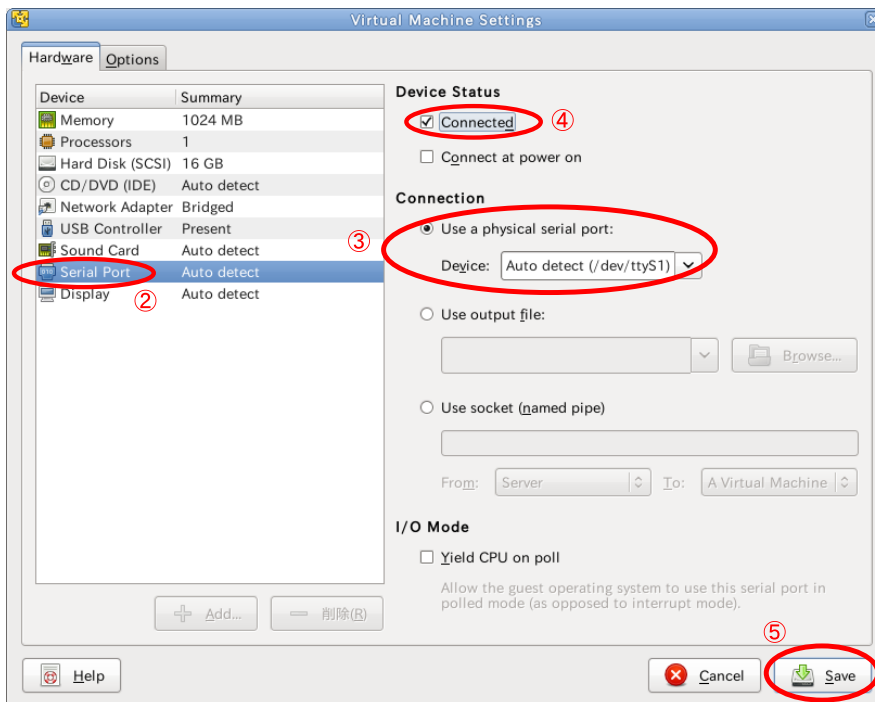 Virtual Machine Settings
Hardware Options
Device Summary
Memory 1024 MB
Processors 1
Hard Disk (SCSI) 16 GB
CD/DVD (IDE) Auto detect
Network Adapter Bridged
USB Controller Present
Sound Card Auto detect
Serial Port Auto detect
②
Display Auto detect
Add...
削除(R)
Device Status
Connected ④
Connect at power on
Connection
③
Use a physical serial port:
Device: Auto detect (/dev/ttyS1)
Use output file:
Browse...
Use socket (named pipe)
From: Server To: A Virtual Machine
I/O Mode
Yield CPU on poll
Allow the guest operating system to use this serial port in
polled mode (as opposed to interrupt mode).
⑤
Help Cancel Save